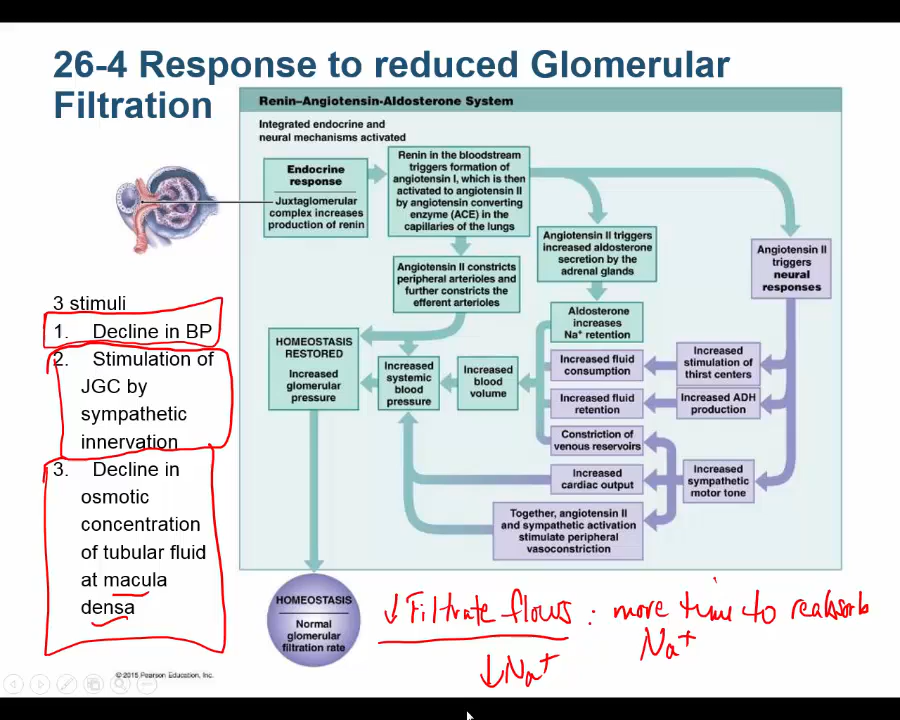 26-4 Response to reduced Glomerular
Filtration
Renin–Angiotensin-Aldosterone System
Integrated endocrine and
neural mechanisms activated
Endocrine
response
Juxtaglomerular
complex increases
production of renin
Renin in the bloodstream
triggers formation of
angiotensin I, which is then
activated to angiotensin II
by angiotensin converting
enzyme (ACE) in the
capillaries of the lungs
Angiotensin II constricts
peripheral arterioles and
further constricts the
efferent arterioles
Angiotensin II triggers
increased aldosterone
secretion by the
adrenal glands
Angiotensin II
triggers
neural
responses
Aldosterone
increases
Na+ retention
3 stimuli
1. Decline in BP
2. Stimulation of
JGC by
sympathetic
innervation
3. Decline in
osmotic
concentration
of tubular fluid
at macula
densa
HOMEOSTASIS
RESTORED
Increased
glomerular
pressure
Increased
systemic
blood
pressure
Increased
blood
volume
Increased fluid
consumption
Increased
stimulation of
thirst centers
Increased fluid
retention
Increased ADH
production
Constriction of
venous reservoirs
Increased
cardiac output
Increased
sympathetic
motor tone
Together, angiotensin II
and sympathetic activation
stimulate peripheral
vasoconstriction
HOMEOSTASIS
Normal
glomerular
filtration rate
↓ Filtrate flows : more time to reabsorb
Na+
↓Na+
© 2015 Pearson Education, Inc.